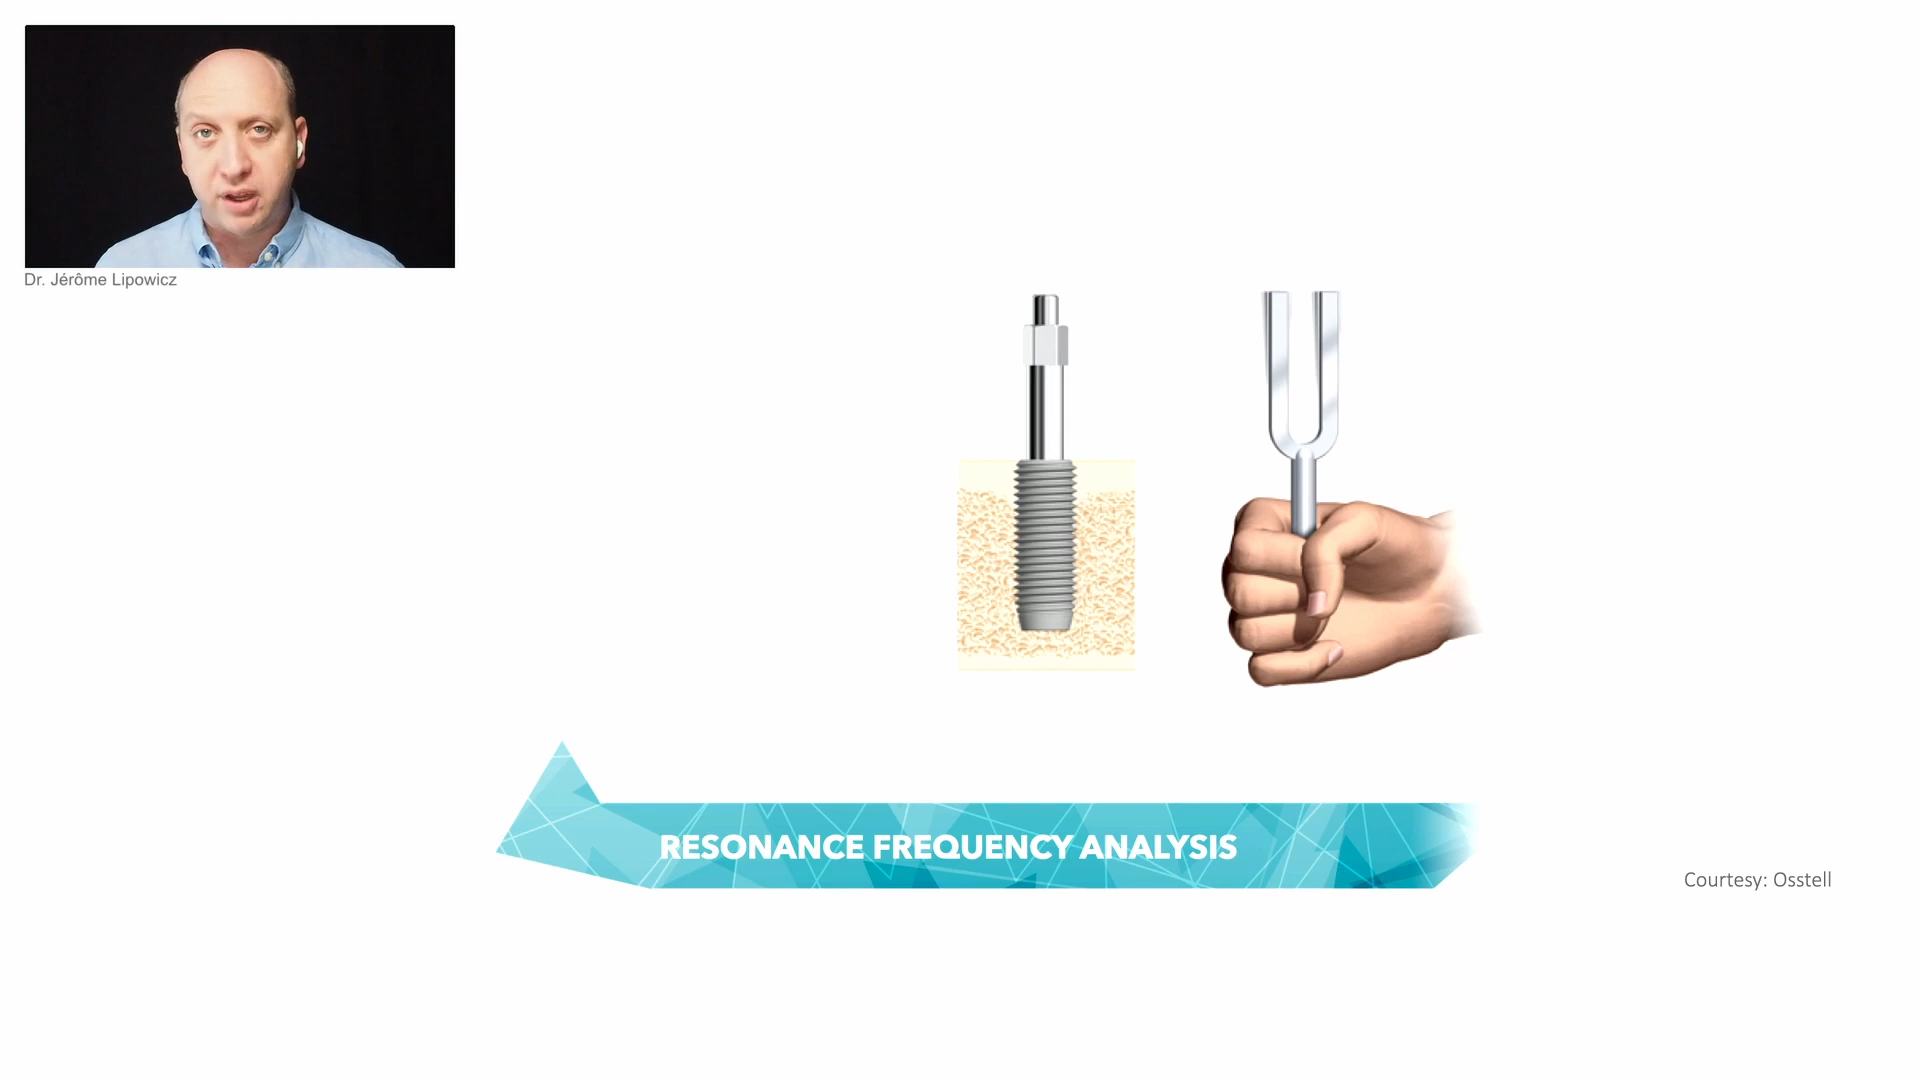 Dr. Jérôme Lipowicz
RESONANCE FREQUENCY ANALYSIS
Courtesy: Osstell